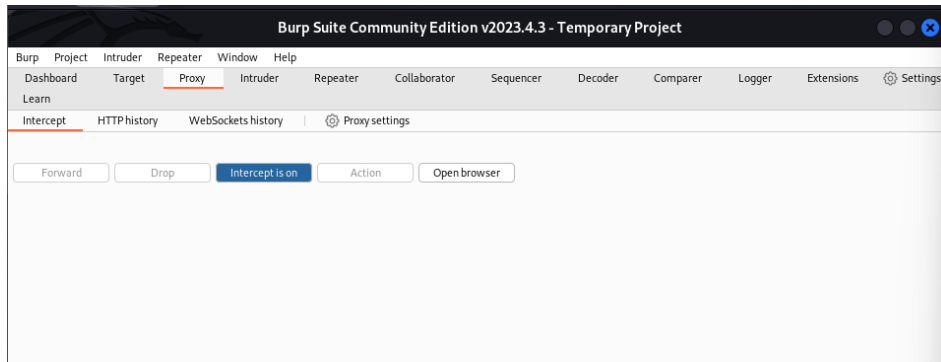 Burp Suite Community Edition v2023.4.3 - Temporary Project
Burp Project Intruder Repeater Window Help
Dashboard Target Proxy Intruder Repeater Collaborator Sequencer Decoder Comparer Logger Extensions Settings
Learn
Intercept HTTP history WebSockets history Proxy settings
Forward Drop Intercept is on Action Open browser